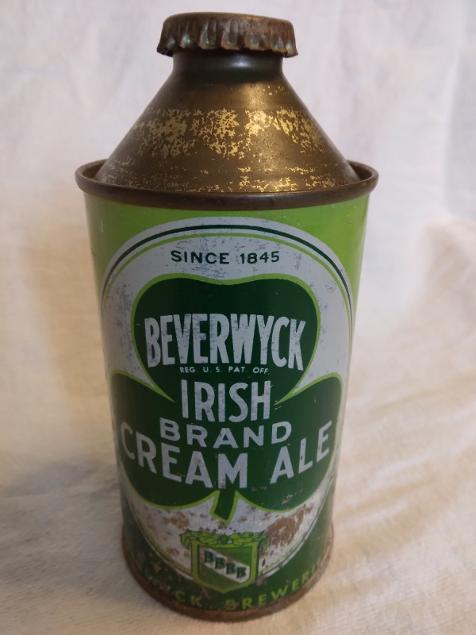 SINCE 1845
BEVERWYCK
REG. U. S. PAT. OFF.
IRISH
BRAND
CREAM ALE
BBBB